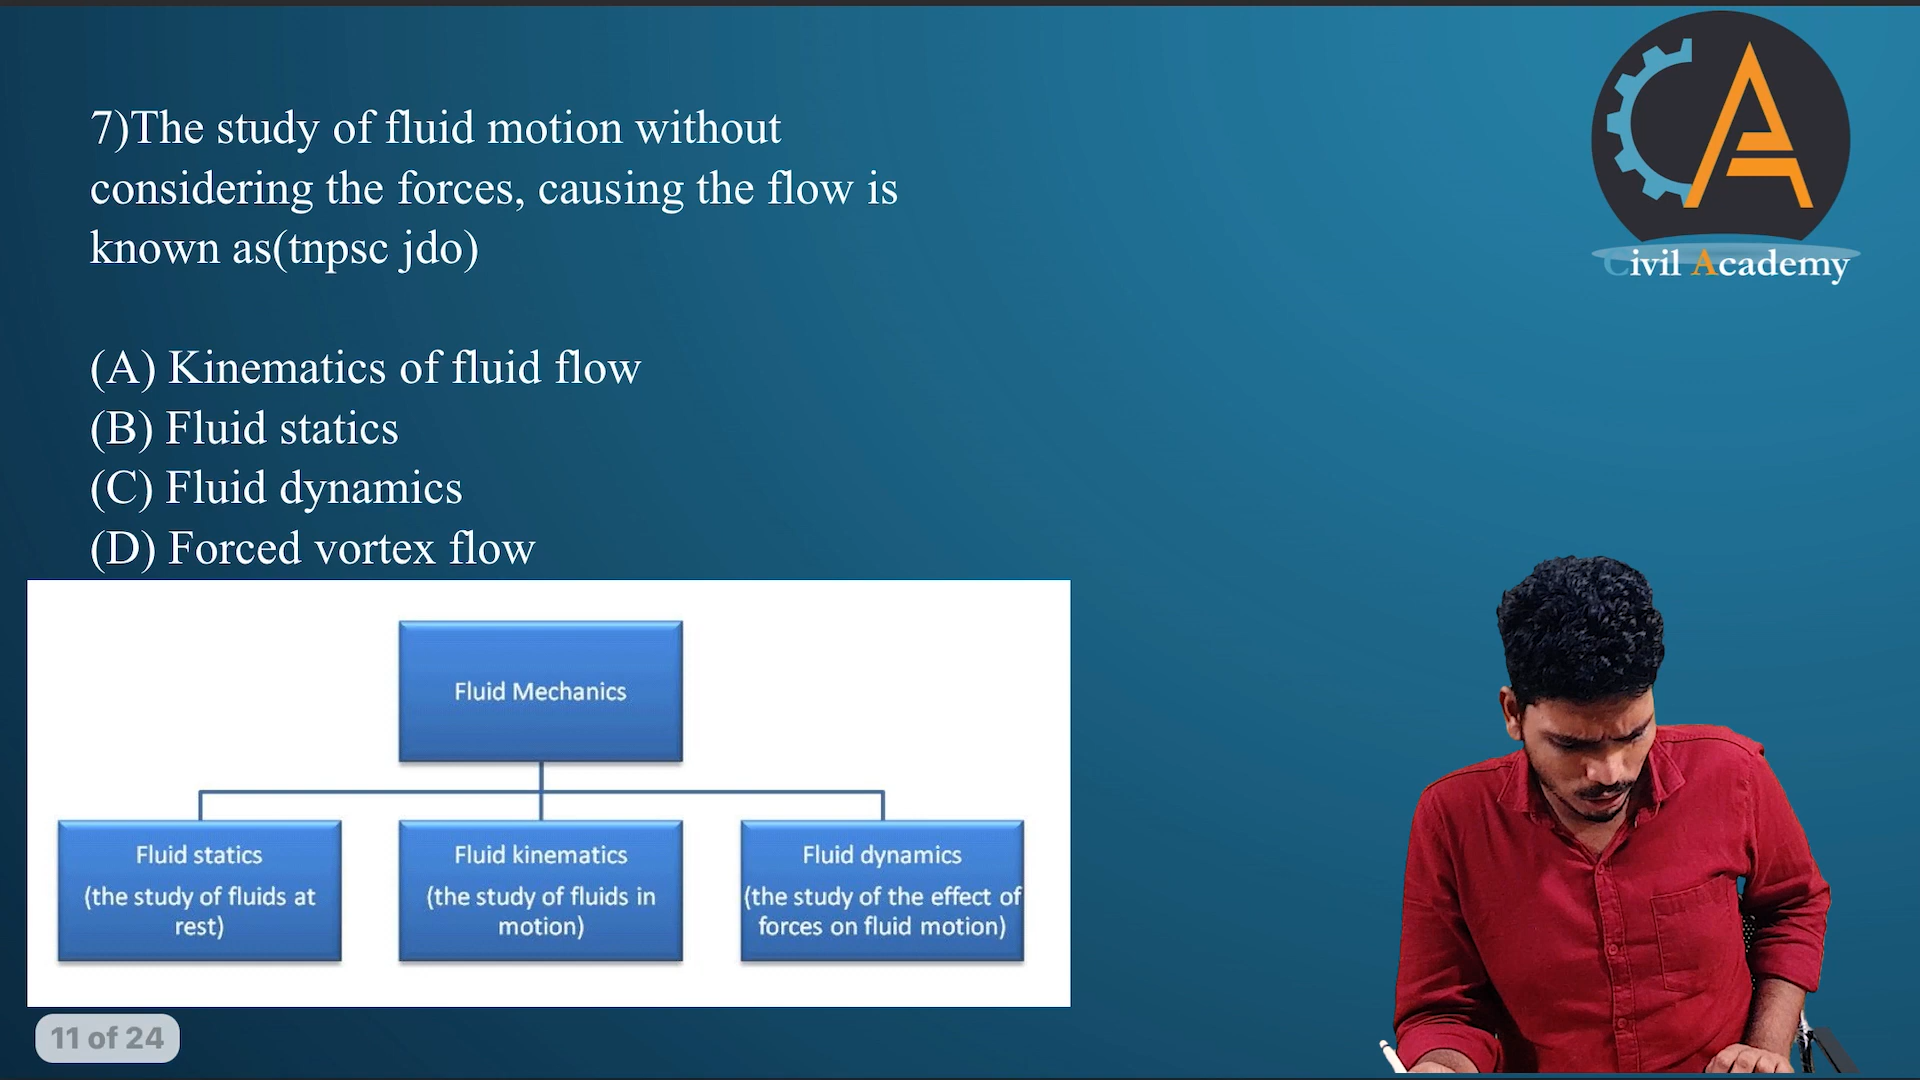 7)The study of fluid motion without
considering the forces, causing the flow is
known as(tnpsc jdo)
(A) Kinematics of fluid flow
(B) Fluid statics
(C) Fluid dynamics
(D) Forced vortex flow
Civil Academy
Fluid Mechanics
Fluid statics
(the study of fluids at
rest)
Fluid kinematics
(the study of fluids in
motion)
Fluid dynamics
(the study of the effect of
forces on fluid motion)
11 of 24